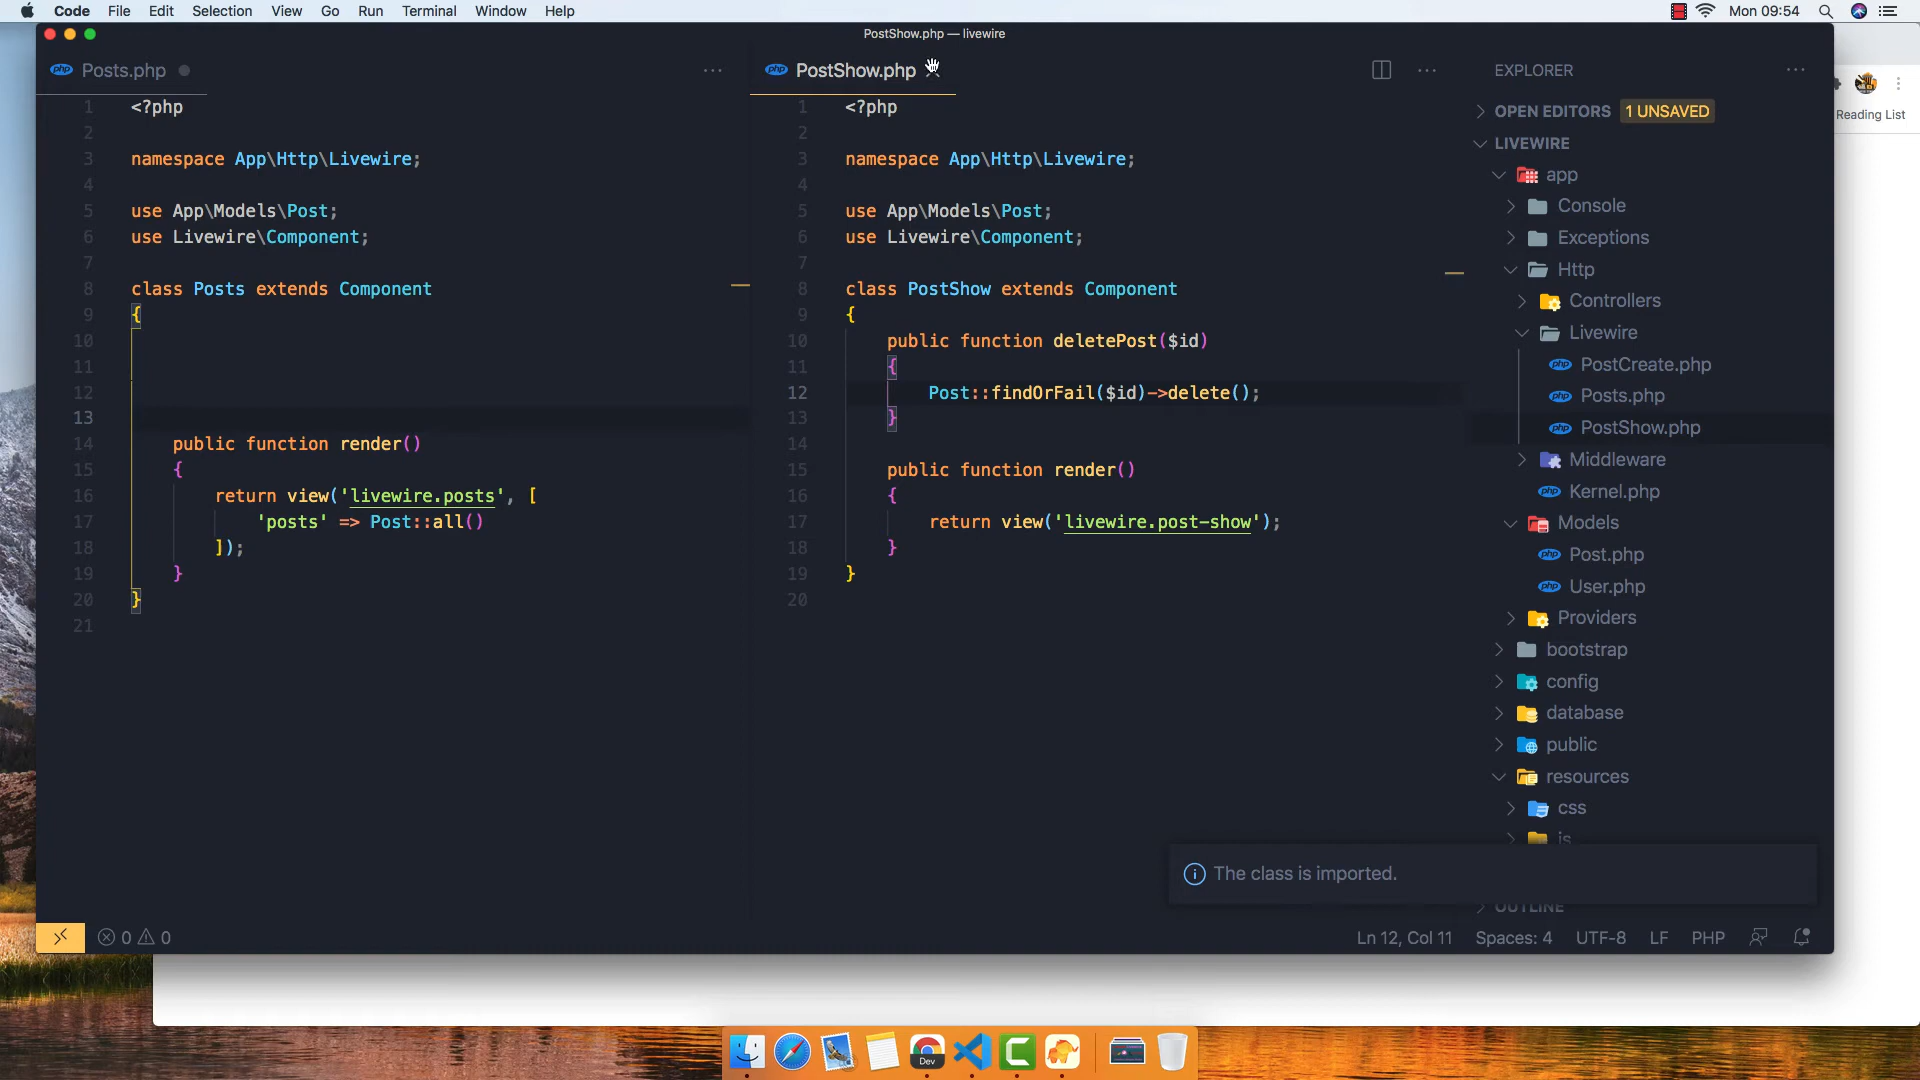 Code File Edit Selection View Go Run Terminal Window Help Mon 09:54
PostShow.php — livewire
php Posts.php ● ···
php PostShow.php ···
EXPLORER ···
OPEN EDITORS 1 UNSAVED
LIVEWIRE
app
Console
Exceptions
Http
Controllers
Livewire
php PostCreate.php
php Posts.php
php PostShow.php
Middleware
php Kernel.php
Models
php Post.php
php User.php
Providers
bootstrap
config
database
public
resources
css
js
OUTLINE
1 <?php
2
3 namespace App\Http\Livewire;
4
5 use App\Models\Post;
6 use Livewire\Component;
7
8 class Posts extends Component
9 {
10
11
12
13
14 public function render()
15 {
16 return view('livewire.posts', [
17 'posts' => Post::all()
18 ]);
19 }
20 }
21
1 <?php
2
3 namespace App\Http\Livewire;
4
5 use App\Models\Post;
6 use Livewire\Component;
7
8 class PostShow extends Component
9 {
10 public function deletePost($id)
11 {
12 Post::findOrFail($id)->delete();
13 }
14
15 public function render()
16 {
17 return view('livewire.post-show');
18 }
19 }
20
The class is imported.
0 0
Ln 12, Col 11 Spaces: 4 UTF-8 LF PHP
Reading List
Dev